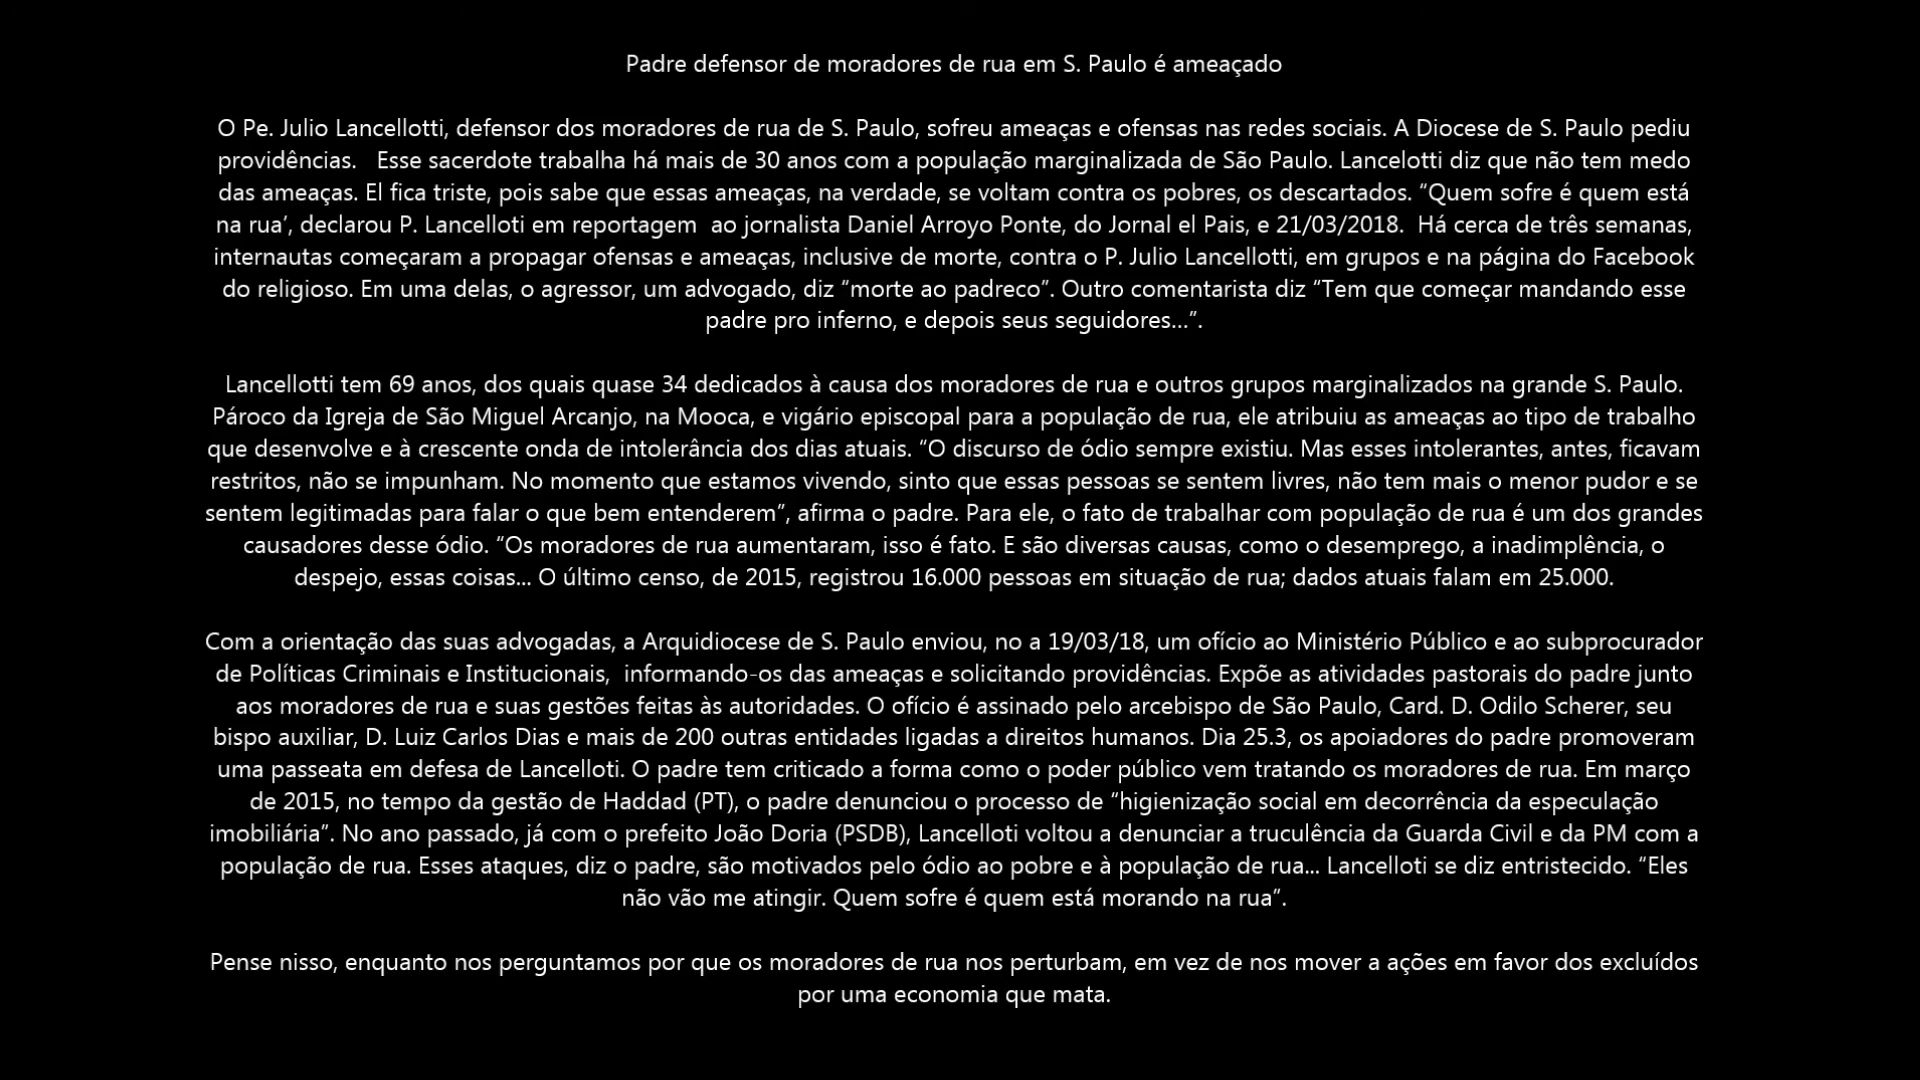 Padre defensor de moradores de rua em S. Paulo é ameaçado
O Pe. Julio Lancellotti, defensor dos moradores de rua de S. Paulo, sofreu ameaças e ofensas nas redes sociais. A Diocese de S. Paulo pediu
providências.   Esse sacerdote trabalha há mais de 30 anos com a população marginalizada de São Paulo. Lancelotti diz que não tem medo
das ameaças. El fica triste, pois sabe que essas ameaças, na verdade, se voltam contra os pobres, os descartados. “Quem sofre é quem está
na rua’, declarou P. Lancelloti em reportagem  ao jornalista Daniel Arroyo Ponte, do Jornal el Pais, e 21/03/2018.  Há cerca de três semanas,
internautas começaram a propagar ofensas e ameaças, inclusive de morte, contra o P. Julio Lancellotti, em grupos e na página do Facebook
do religioso. Em uma delas, o agressor, um advogado, diz “morte ao padreco”. Outro comentarista diz “Tem que começar mandando esse
padre pro inferno, e depois seus seguidores...”.
Lancellotti tem 69 anos, dos quais quase 34 dedicados à causa dos moradores de rua e outros grupos marginalizados na grande S. Paulo.
Pároco da Igreja de São Miguel Arcanjo, na Mooca, e vigário episcopal para a população de rua, ele atribuiu as ameaças ao tipo de trabalho
que desenvolve e à crescente onda de intolerância dos dias atuais. “O discurso de ódio sempre existiu. Mas esses intolerantes, antes, ficavam
restritos, não se impunham. No momento que estamos vivendo, sinto que essas pessoas se sentem livres, não tem mais o menor pudor e se
sentem legitimadas para falar o que bem entenderem”, afirma o padre. Para ele, o fato de trabalhar com população de rua é um dos grandes
causadores desse ódio. “Os moradores de rua aumentaram, isso é fato. E são diversas causas, como o desemprego, a inadimplência, o
despejo, essas coisas... O último censo, de 2015, registrou 16.000 pessoas em situação de rua; dados atuais falam em 25.000.
Com a orientação das suas advogadas, a Arquidiocese de S. Paulo enviou, no a 19/03/18, um ofício ao Ministério Público e ao subprocurador
de Políticas Criminais e Institucionais,  informando-os das ameaças e solicitando providências. Expõe as atividades pastorais do padre junto
aos moradores de rua e suas gestões feitas às autoridades. O ofício é assinado pelo arcebispo de São Paulo, Card. D. Odilo Scherer, seu
bispo auxiliar, D. Luiz Carlos Dias e mais de 200 outras entidades ligadas a direitos humanos. Dia 25.3, os apoiadores do padre promoveram
uma passeata em defesa de Lancelloti. O padre tem criticado a forma como o poder público vem tratando os moradores de rua. Em março
de 2015, no tempo da gestão de Haddad (PT), o padre denunciou o processo de “higienização social em decorrência da especulação
imobiliária”. No ano passado, já com o prefeito João Doria (PSDB), Lancelloti voltou a denunciar a truculência da Guarda Civil e da PM com a
população de rua. Esses ataques, diz o padre, são motivados pelo ódio ao pobre e à população de rua... Lancelloti se diz entristecido. “Eles
não vão me atingir. Quem sofre é quem está morando na rua”.
Pense nisso, enquanto nos perguntamos por que os moradores de rua nos perturbam, em vez de nos mover a ações em favor dos excluídos
por uma economia que mata.